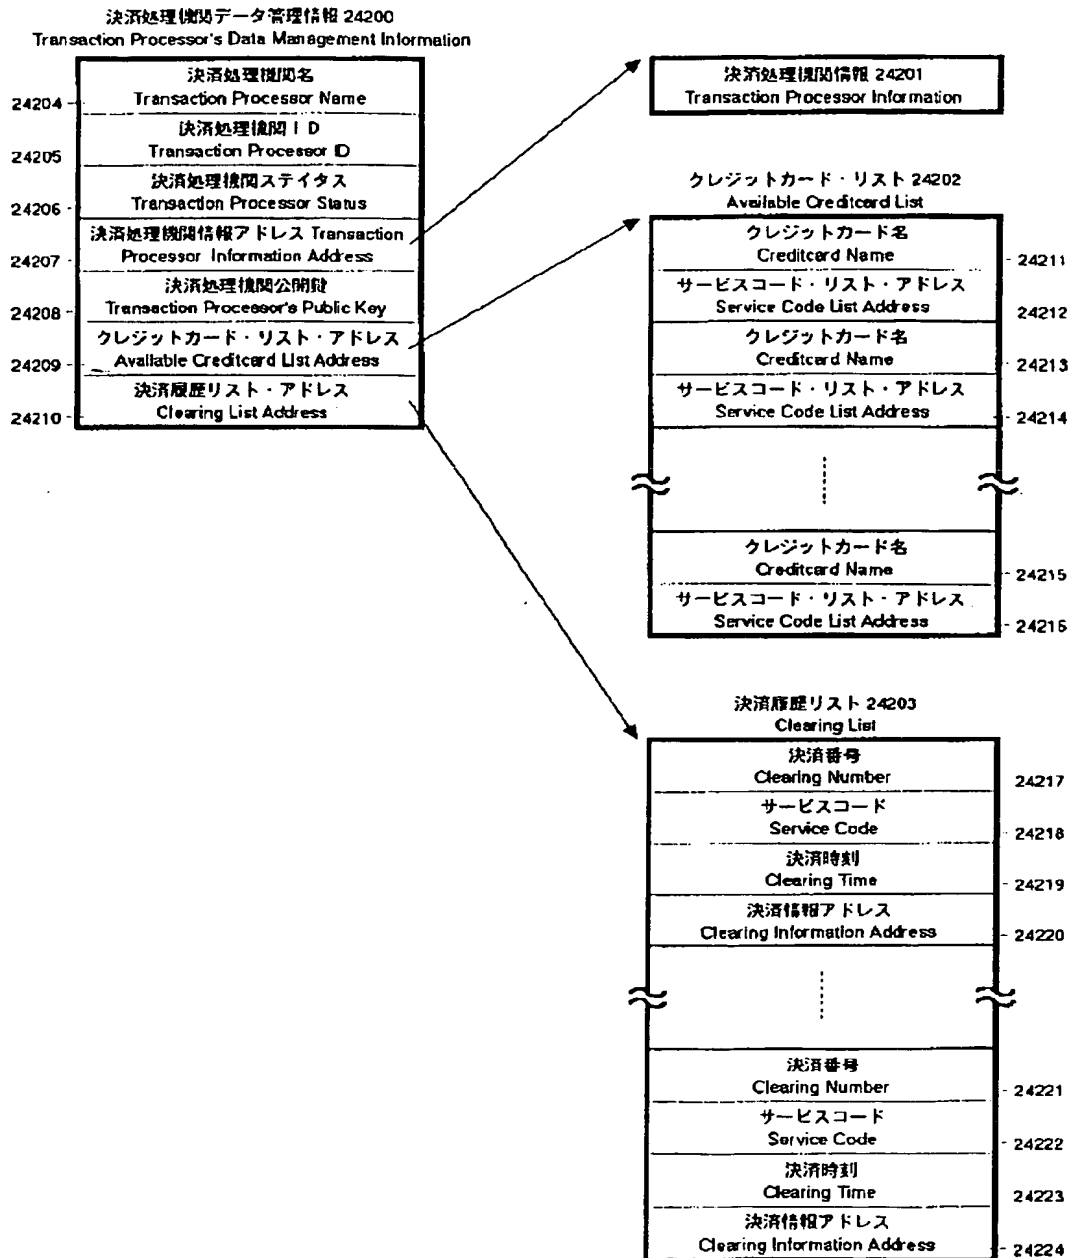 決済処理機関データ管理情報 24200
Transaction Processor's Data Management Information
決済処理機関名
Transaction Processor Name
24204
決済処理機関ID
Transaction Processor ID
24205
決済処理機関ステイタス
Transaction Processor Status
24206
決済処理機関情報アドレス Transaction
Processor Information Address
24207
決済処理機関公開鍵
Transaction Processor's Public Key
24208
クレジットカード・リスト・アドレス
Available Creditcard List Address
24209
決済履歴リスト・アドレス
Clearing List Address
24210
決済処理機関情報 24201
Transaction Processor Information
クレジットカード・リスト 24202
Available Creditcard List
クレジットカード名
Creditcard Name
24211
サービスコード・リスト・アドレス
Service Code List Address
24212
クレジットカード名
Creditcard Name
24213
サービスコード・リスト・アドレス
Service Code List Address
24214
クレジットカード名
Creditcard Name
24215
サービスコード・リスト・アドレス
Service Code List Address
24216
決済履歴リスト 24203
Clearing List
決済番号
Clearing Number
24217
サービスコード
Service Code
24218
決済時刻
Clearing Time
24219
決済情報アドレス
Clearing Information Address
24220
決済番号
Clearing Number
24221
サービスコード
Service Code
24222
決済時刻
Clearing Time
24223
決済情報アドレス
Clearing Information Address
24224